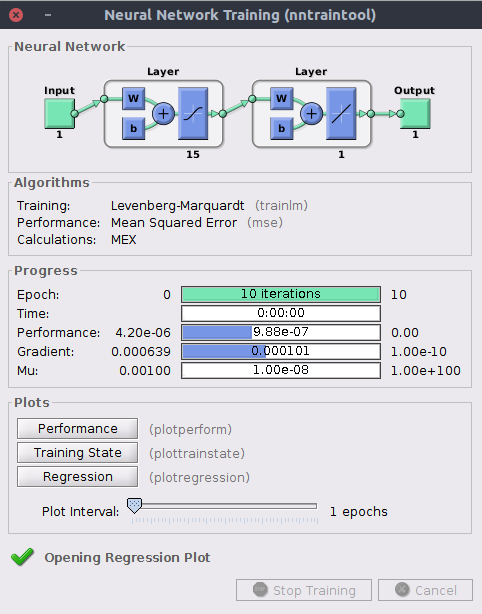 Neural Network Training (nntraintool)
Neural Network
Layer Layer
Input Output
W W
b b
1 1
15 1
Algorithms
Training: Levenberg-Marquardt (trainlm)
Performance: Mean Squared Error (mse)
Calculations: MEX
Progress
Epoch: 0 10 iterations 10
Time: 0:00:00
Performance: 4.20e-06 9.88e-07 0.00
Gradient: 0.000639 0.000101 1.00e-10
Mu: 0.00100 1.00e-08 1.00e+100
Plots
Performance (plotperform)
Training State (plottrainstate)
Regression (plotregression)
Plot Interval: 1 epochs
Opening Regression Plot
Stop Training Cancel